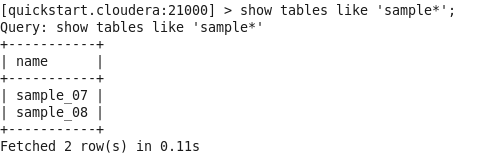 [quickstart.cloudera:21000] > show tables like 'sample*';
Query: show tables like 'sample*'
+-----------+
| name      |
+-----------+
| sample_07 |
| sample_08 |
+-----------+
Fetched 2 row(s) in 0.11s